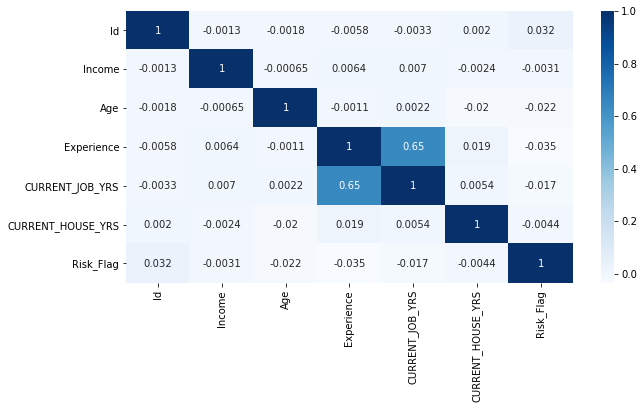 Id 1 -0.0013 -0.0018 -0.0058 -0.0033 0.002 0.032
Income -0.0013 1 -0.00065 0.0064 0.007 -0.0024 -0.0031
Age -0.0018 -0.00065 1 -0.0011 0.0022 -0.02 -0.022
Experience -0.0058 0.0064 -0.0011 1 0.65 0.019 -0.035
CURRENT_JOB_YRS -0.0033 0.007 0.0022 0.65 1 0.0054 -0.017
CURRENT_HOUSE_YRS 0.002 -0.0024 -0.02 0.019 0.0054 1 -0.0044
Risk_Flag 0.032 -0.0031 -0.022 -0.035 -0.017 -0.0044 1
Id
Income
Age
Experience
CURRENT_JOB_YRS
CURRENT_HOUSE_YRS
Risk_Flag
1.0
0.8
0.6
0.4
0.2
0.0